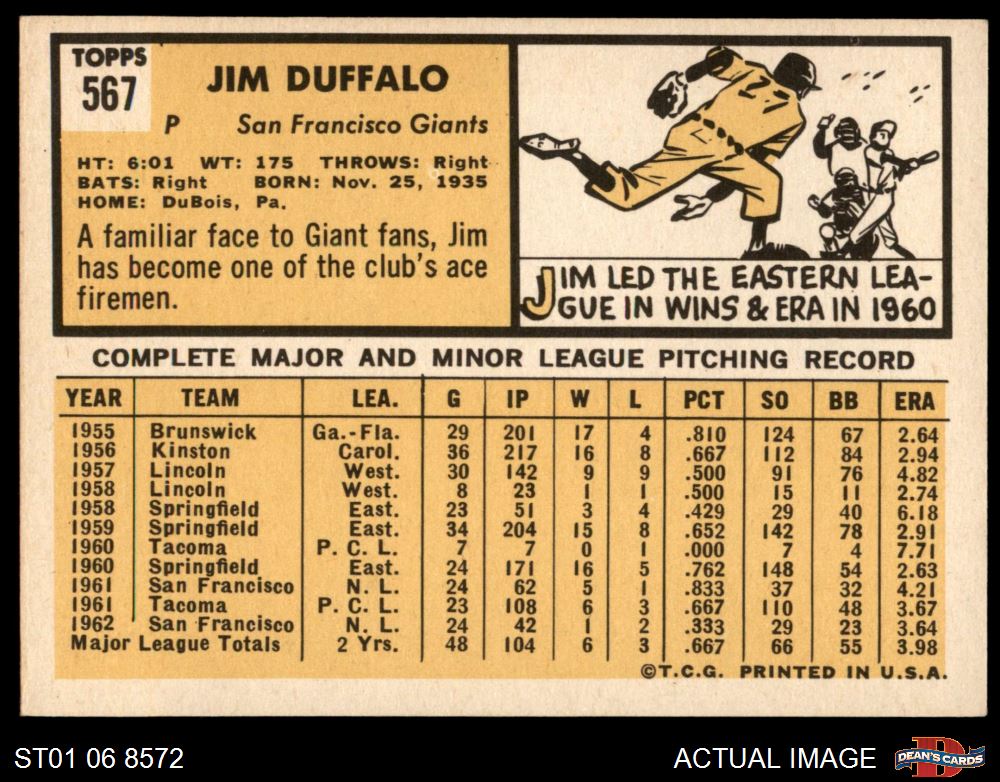 TOPPS
567
JIM DUFFALO
P San Francisco Giants
HT: 6:01 WT: 175 THROWS: Right
BATS: Right BORN: Nov. 25, 1935
HOME: DuBois, Pa.
A familiar face to Giant fans, Jim
has become one of the club's ace
firemen.
JIM LED THE EASTERN LEA-
GUE IN WINS & ERA IN 1960
COMPLETE MAJOR AND MINOR LEAGUE PITCHING RECORD
YEAR TEAM LEA. G IP W L PCT SO BB ERA
1955 Brunswick Ga.-Fla. 29 201 17 4 .810 124 67 2.64
1956 Kinston Carol. 36 217 16 8 .667 112 84 2.94
1957 Lincoln West. 30 142 9 9 .500 91 76 4.82
1958 Lincoln West. 8 23 1 1 .500 15 11 2.74
1958 Springfield East. 23 51 3 4 .429 29 40 6.18
1959 Springfield East. 34 204 15 8 .652 142 78 2.91
1960 Tacoma P. C. L. 7 7 0 1 .000 7 4 7.71
1960 Springfield East. 24 171 16 5 .762 148 54 2.63
1961 San Francisco N. L. 24 62 5 1 .833 37 32 4.21
1961 Tacoma P. C. L. 23 108 6 3 .667 110 48 3.67
1962 San Francisco N. L. 24 42 1 2 .333 29 23 3.64
Major League Totals 2 Yrs. 48 104 6 3 .667 66 55 3.98
©T.C.G. PRINTED IN U.S.A.
ST01 06 8572 ACTUAL IMAGE DEAN'S CARDS